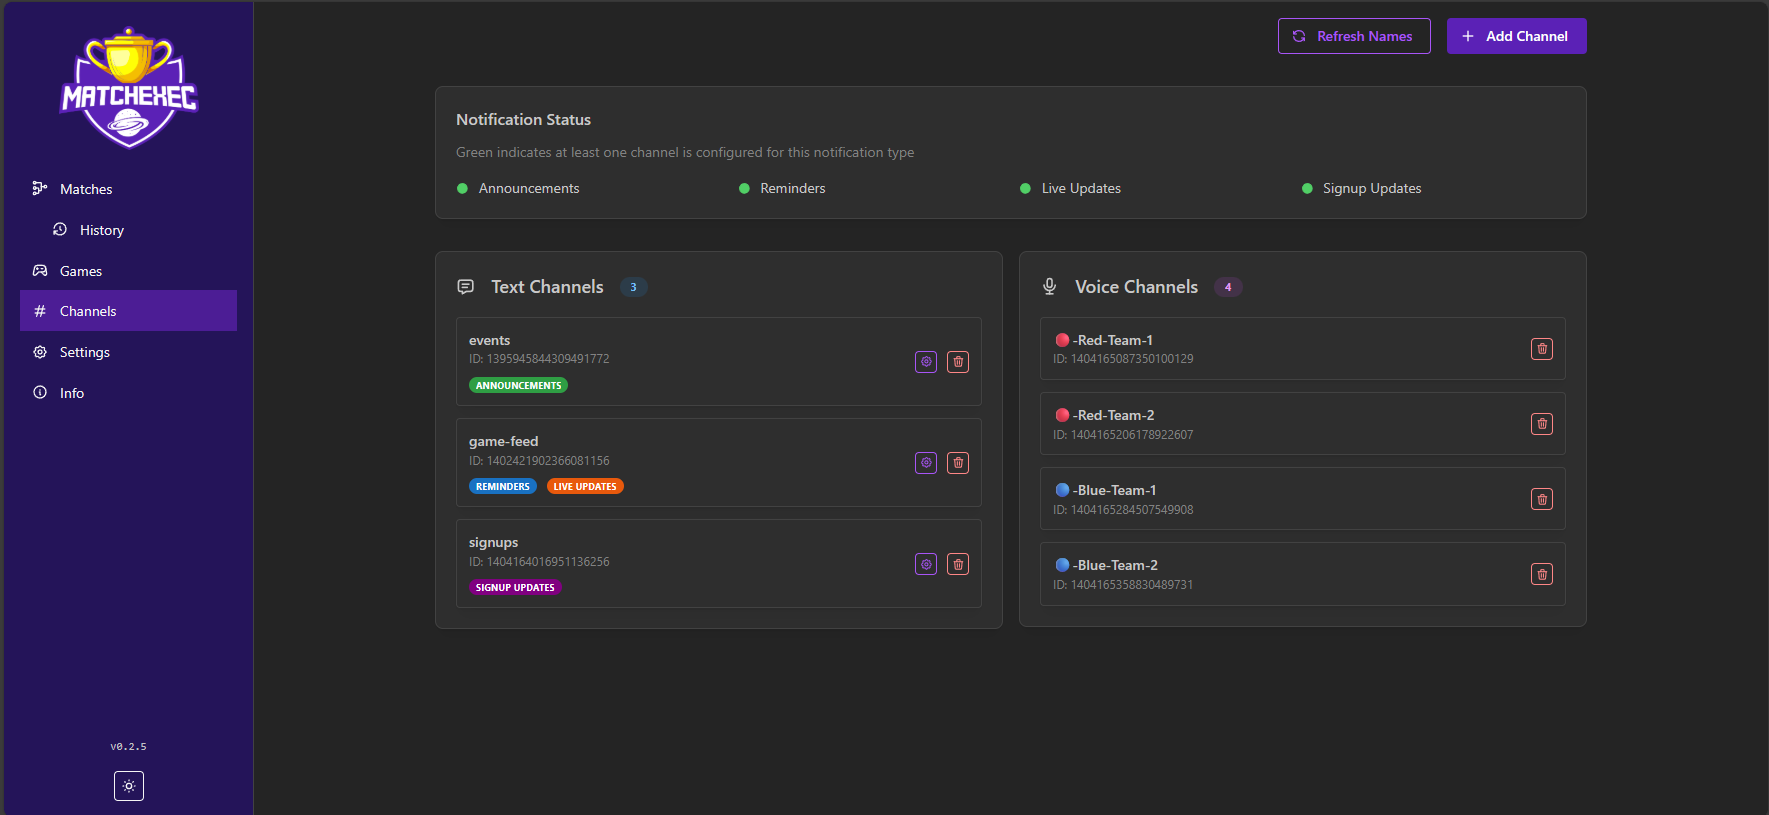 MATCHEXEC
Matches
History
Games
Channels
Settings
Info
v0.2.5
Refresh Names
Add Channel
Notification Status
Green indicates at least one channel is configured for this notification type
Announcements
Reminders
Live Updates
Signup Updates
Text Channels 3
events
ID: 1395945844309491772
ANNOUNCEMENTS
game-feed
ID: 1402421902366081156
REMINDERS LIVE UPDATES
signups
ID: 1404164016951136256
SIGNUP UPDATES
Voice Channels 4
-Red-Team-1
ID: 1404165087350100129
-Red-Team-2
ID: 1404165206178922607
-Blue-Team-1
ID: 1404165284507549908
-Blue-Team-2
ID: 1404165358830489731